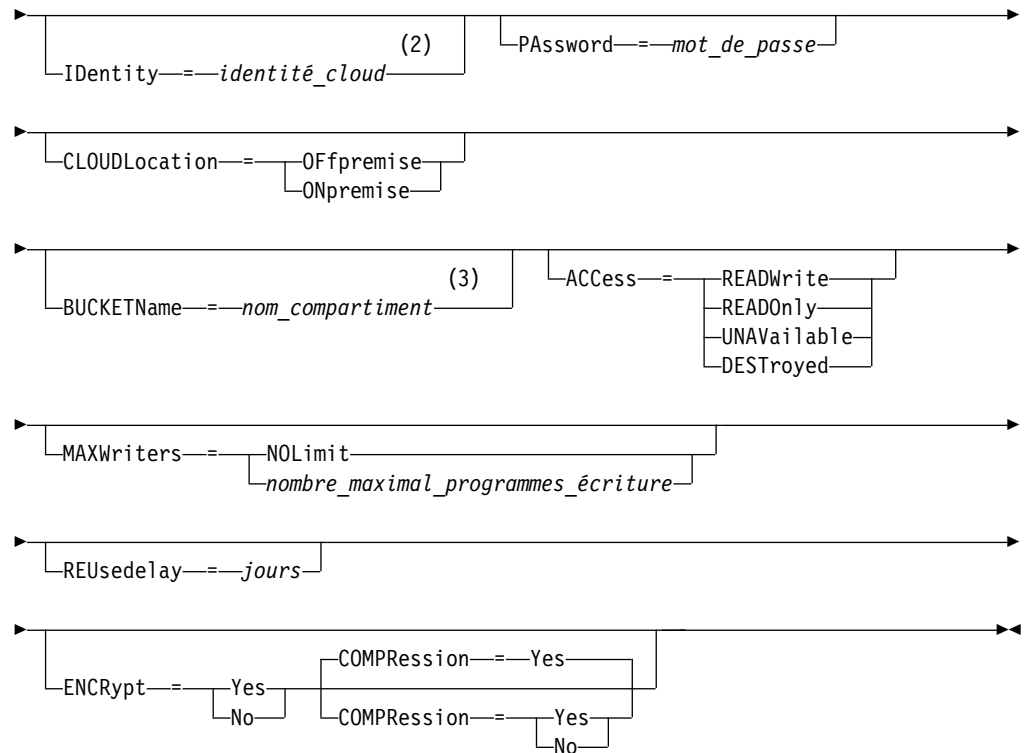 (2)
PAssword = mot_de_passe
IDentity = identité_cloud
CLOUDLocation = OFfpremise
ONpremise
(3)
ACCess = READWrite
BUCKETName = nom_compartiment
READOnly
UNAVailable
DESTroyed
MAXWriters = NOLimit
nombre_maximal_programmes_écriture
REUsedelay = jours
COMPRession = Yes
ENCRypt = Yes
No
COMPRession = Yes
No